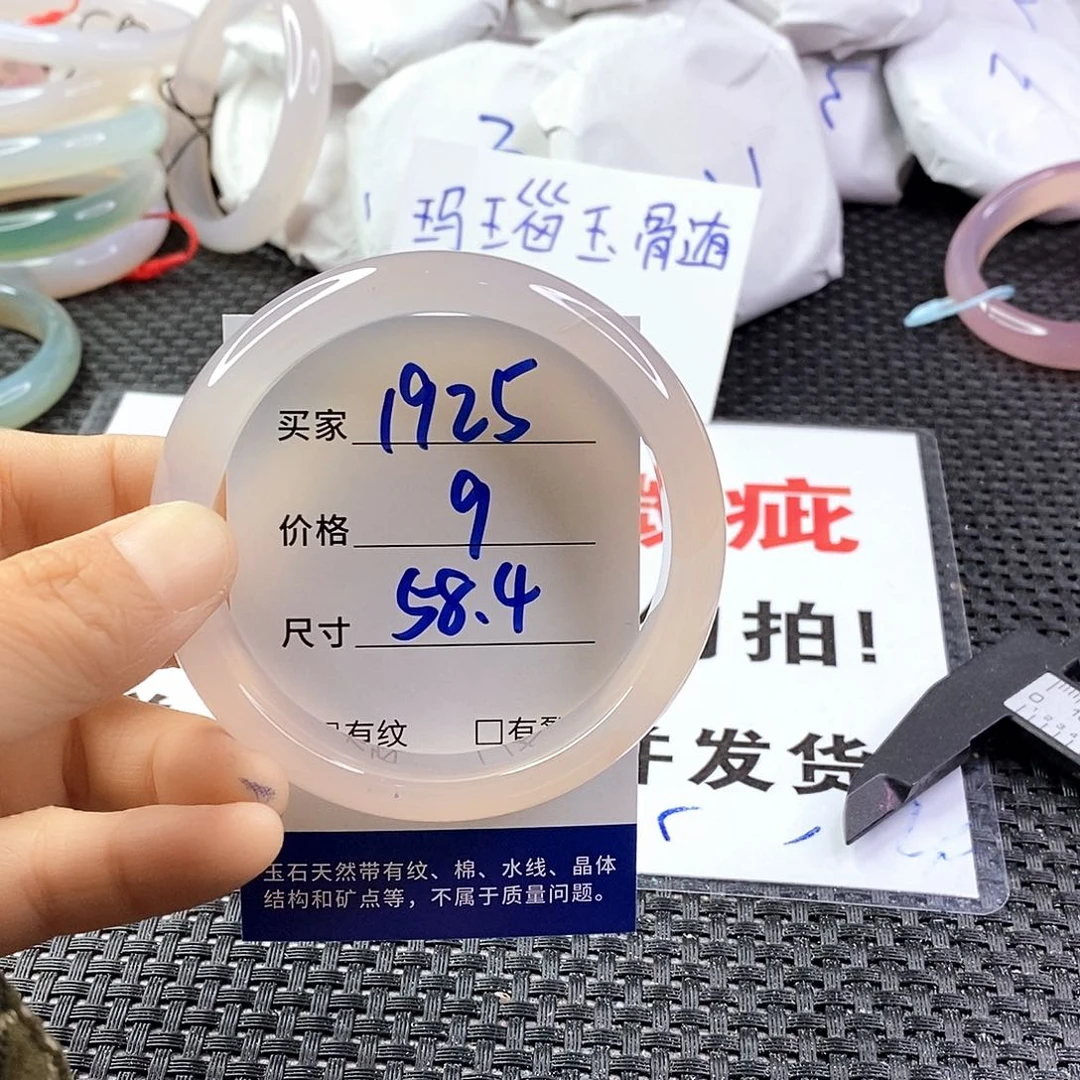 玛瑙玉骨髓
买家 1925
价格 9
尺寸 58.4
疵
拍!
有纹 □有
发货
玉石天然带有纹、棉、水线、晶体
结构和矿点等，不属于质量问题。